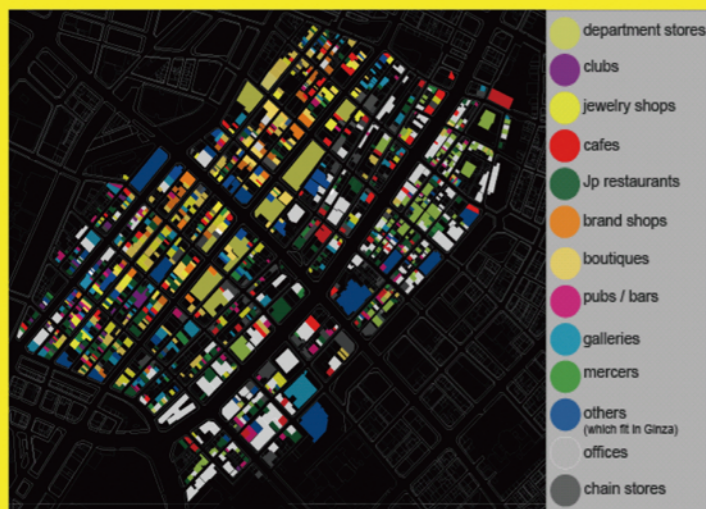 department stores
clubs
jewelry shops
cafes
Jp restaurants
brand shops
boutiques
pubs / bars
galleries
mercers
others
(which fit in Ginza)
offices
chain stores